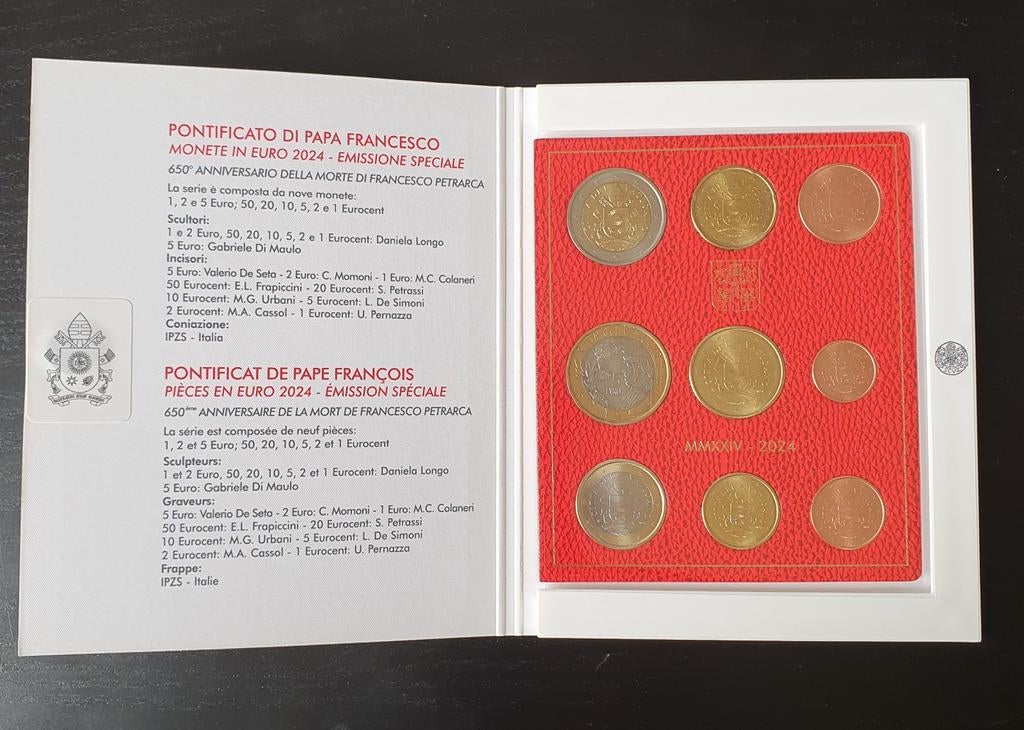 PONTIFICATO DI PAPA FRANCESCO
MONETE IN EURO 2024 - EMISSIONE SPECIALE
650° ANNIVERSARIO DELLA MORTE DI FRANCESCO PETRARCA
La serie è composta da nove monete:
1, 2 e 5 Euro; 50, 20, 10, 5, 2 e 1 Eurocent
Scultori:
1 e 2 Euro, 50, 20, 10, 5, 2 e 1 Eurocent: Daniela Longo
5 Euro: Gabriele Di Maulo
Incisori:
5 Euro: Valerio De Seta - 2 Euro: C. Momoni - 1 Euro: M.C. Colaneri
50 Eurocent: E.L. Frapiccini - 20 Eurocent: S. Petrassi
10 Eurocent: M.G. Urbani - 5 Eurocent: L. De Simoni
2 Eurocent: M.A. Cassol - 1 Eurocent: U. Pernazza
Coniazione:
IPZS - Italia
PONTIFICAT DE PAPE FRANÇOIS
PIÈCES EN EURO 2024 - ÉMISSION SPÉCIALE
650ème ANNIVERSAIRE DE LA MORT DE FRANCESCO PETRARCA
La série est composée de neuf pièces:
1, 2 et 5 Euro; 50, 20, 10, 5, 2 et 1 Eurocent
Sculpteurs:
1 et 2 Euro, 50, 20, 10, 5, 2 et 1 Eurocent: Daniela Longo
5 Euro: Gabriele Di Maulo
Graveurs:
5 Euro: Valerio De Seta - 2 Euro: C. Momoni - 1 Euro: M.C. Colaneri
50 Eurocent: E.L. Frapiccini - 20 Eurocent: S. Petrassi
10 Eurocent: M.G. Urbani - 5 Eurocent: L. De Simoni
2 Eurocent: M.A. Cassol - 1 Eurocent: U. Pernazza
Frappe:
IPZS - Italie
MMXXIV - 2024